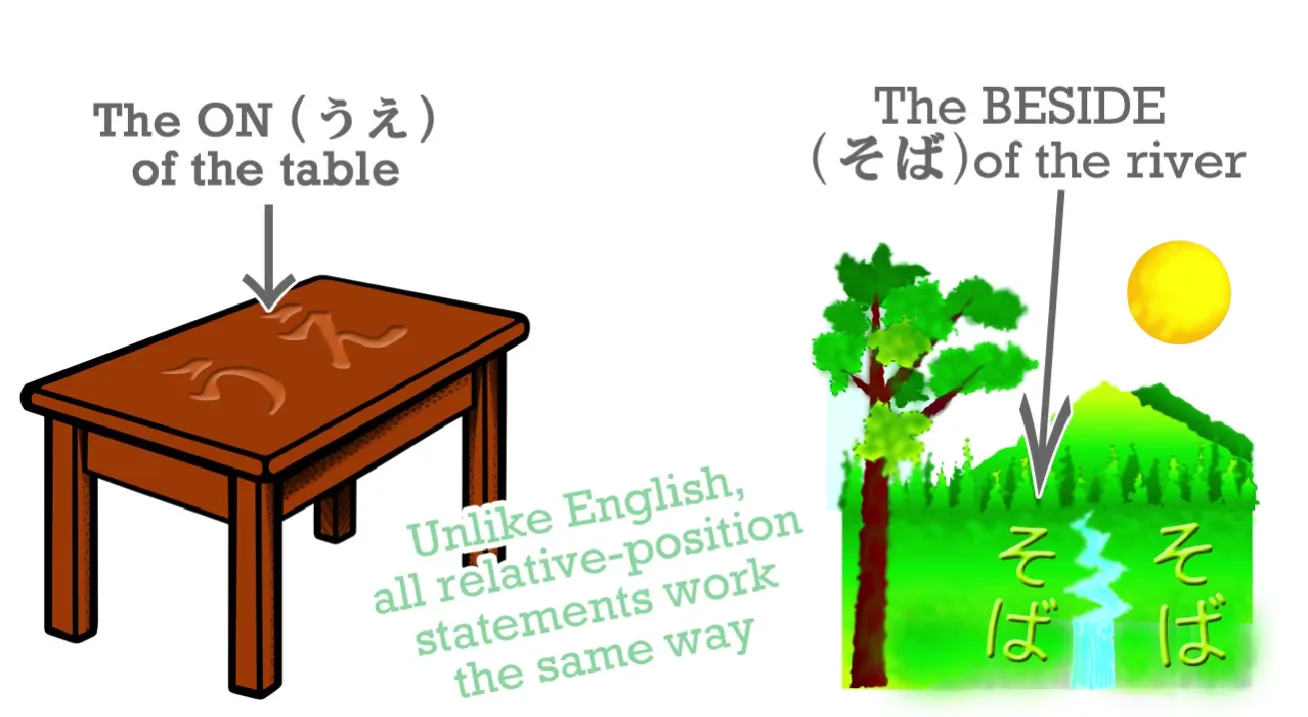 The ON (うえ)
of the table
The BESIDE
(そば)of the river
うえ
Unlike English,
all relative-position
statements work
the same way
そば
そば